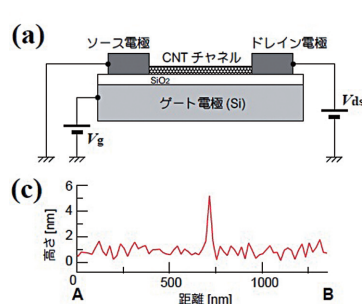 (a)
ソース電極
CNT チャネル
ドレイン電極
SiO2
ゲート電極 (Si)
Vg
Vds
(c)
高さ [nm]
6
4
2
0
0
500
1000
A
B
距離 [nm]